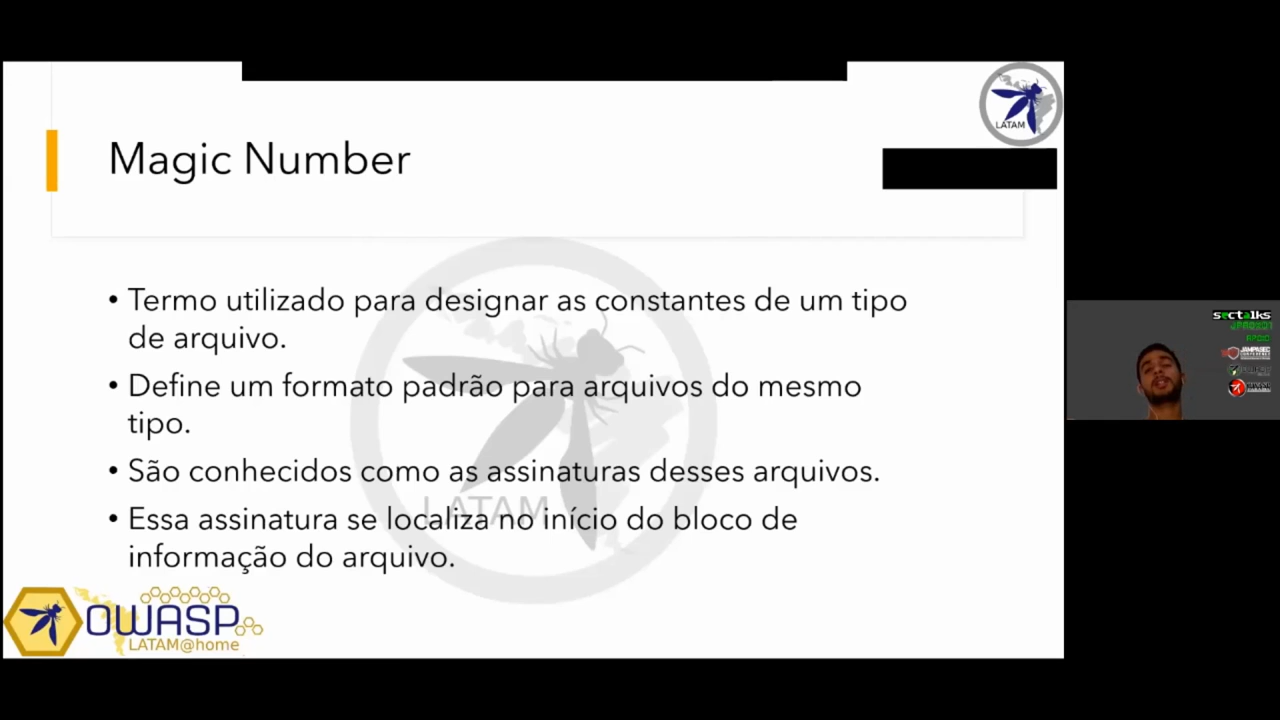 LATAM
Magic Number
• Termo utilizado para designar as constantes de um tipo
de arquivo.
• Define um formato padrão para arquivos do mesmo
tipo.
• São conhecidos como as assinaturas desses arquivos.
• Essa assinatura se localiza no início do bloco de
informação do arquivo.
LATAM
OWASP
LATAM@home
sectalks